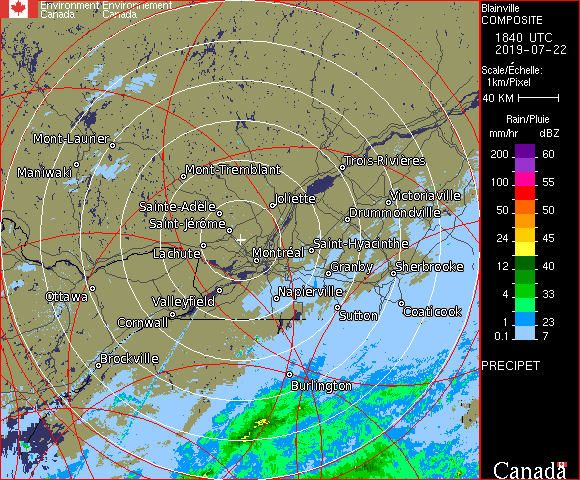 Environment Environnement
Canada Canada
Blainville
COMPOSITE
1840 UTC
2019-07-22
Scale/Échelle:
1km/Pixel
40 KM
Rain/Pluie
mm/hr dBZ
200 60
100 55
50 50
24 45
12 40
4 33
1 23
0.1 7
PRECIPET
Canada
Mont-Laurier
Maniwaki
Mont-Tremblant
Trois-Rivières
Joliette
Victoriaville
Sainte-Adèle
Drummondville
Saint-Jérôme
Saint-Hyacinthe
Lachute
Montréal
Granby
Sherbrooke
Ottawa
Valleyfield
Napierville
Cornwall
Sutton
Coaticook
Brockville
Burlington